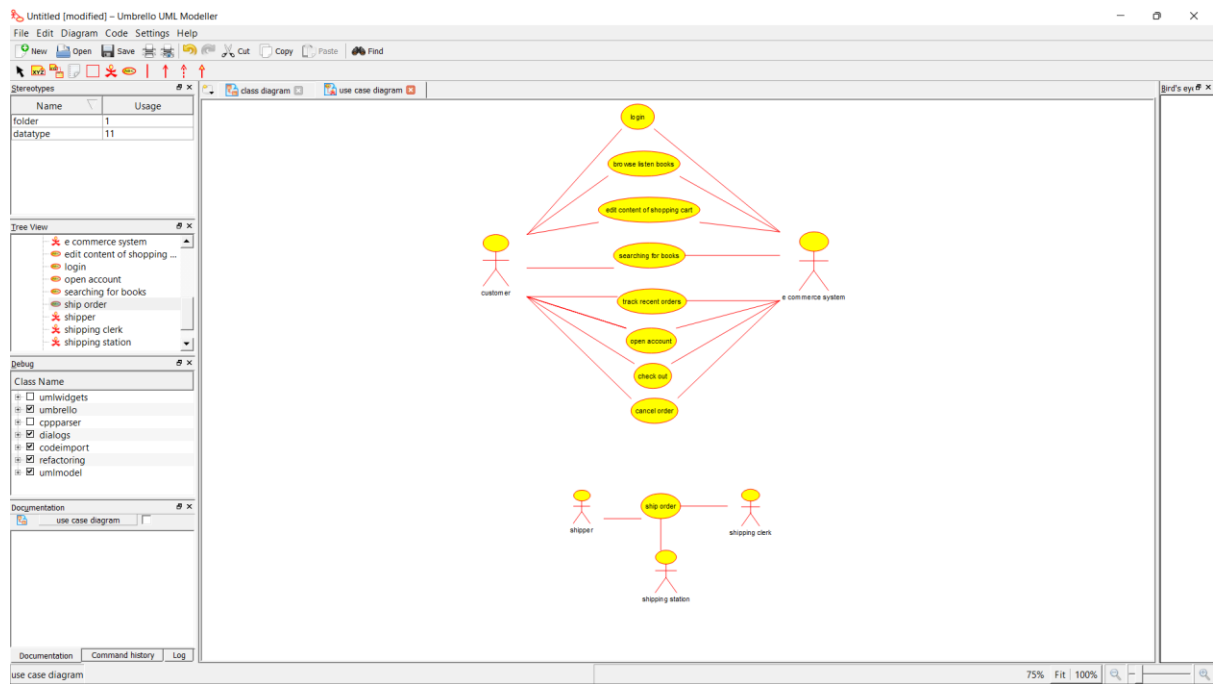 Untitled [modified] – Umbrello UML Modeller
File Edit Diagram Code Settings Help
New Open Save Cut Copy Paste Find
XYZ
Stereotypes
Name Usage
folder 1
datatype 11
Tree View
e commerce system
edit content of shopping ...
login
open account
searching for books
ship order
shipper
shipping clerk
shipping station
Debug
Class Name
umlwidgets
umbrello
cppparser
dialogs
codeimport
refactoring
umlmodel
Documentation
use case diagram
Documentation Command history Log
use case diagram
class diagram use case diagram
login
browse listen books
edit content of shopping cart
searching for books
customer
track recent orders
e commerce system
open account
check out
cancel order
ship order
shipper
shipping clerk
shipping station
Bird's eye
75% Fit 100%